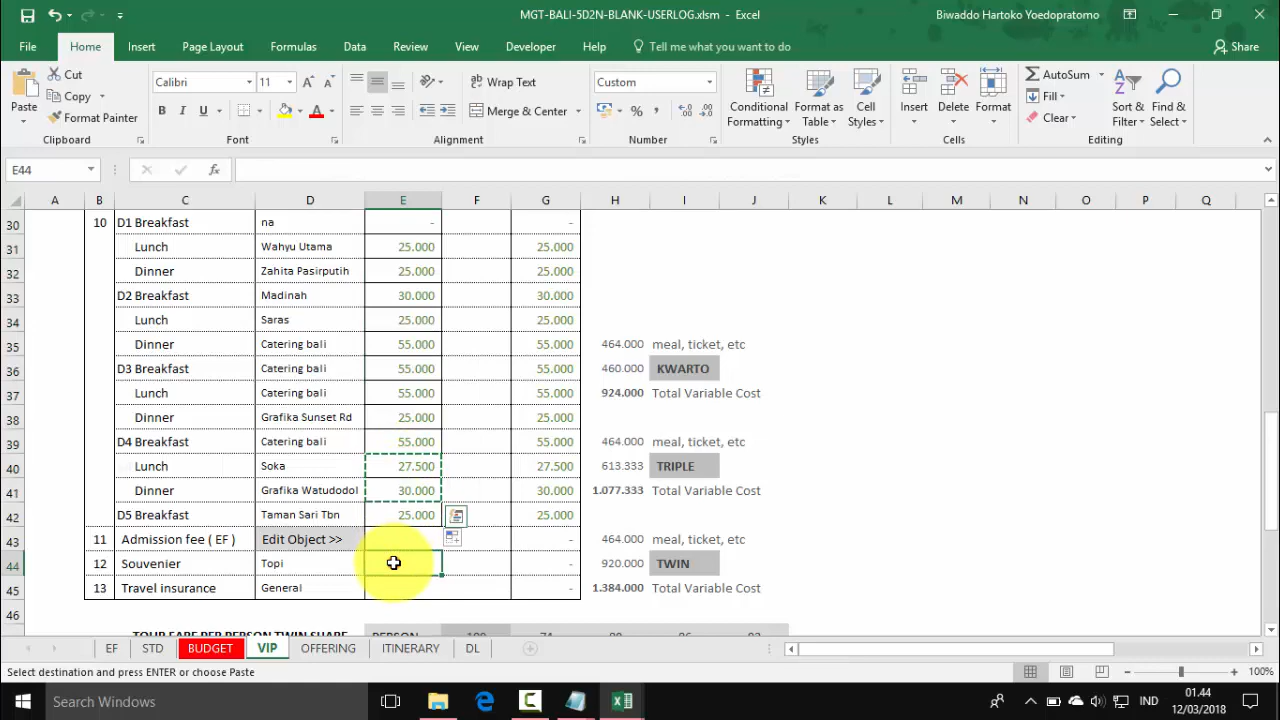 MGT-BALI-5D2N-BLANK-USERLOG.xlsm - Excel Biwaddo Hartoko Yoedopratomo
File Home Insert Page Layout Formulas Data Review View Developer Help Tell me what you want to do Share
Paste Cut Copy Format Painter Clipboard
Calibri 11 B I U Font
Wrap Text Merge & Center Alignment
Custom Number
Conditional Formatting Format as Table Cell Styles Styles
Insert Delete Format Cells
AutoSum Fill Clear Sort & Filter Find & Select Editing
E44 fx
A B C D E F G H I J K L M N O P Q
30 10 D1 Breakfast na - -
31 Lunch Wahyu Utama 25.000 25.000
32 Dinner Zahita Pasirputih 25.000 25.000
33 D2 Breakfast Madinah 30.000 30.000
34 Lunch Saras 25.000 25.000
35 Dinner Catering bali 55.000 55.000 464.000 meal, ticket, etc
36 D3 Breakfast Catering bali 55.000 55.000 460.000 KWARTO
37 Lunch Catering bali 55.000 55.000 924.000 Total Variable Cost
38 Dinner Grafika Sunset Rd 25.000 25.000
39 D4 Breakfast Catering bali 55.000 55.000 464.000 meal, ticket, etc
40 Lunch Soka 27.500 27.500 613.333 TRIPLE
41 Dinner Grafika Watudodol 30.000 30.000 1.077.333 Total Variable Cost
42 D5 Breakfast Taman Sari Tbn 25.000 25.000
43 11 Admission fee ( EF ) Edit Object >> - 464.000 meal, ticket, etc
44 12 Souvenier Topi - 920.000 TWIN
45 13 Travel insurance General - 1.384.000 Total Variable Cost
46
TOUR FARE PER PERSON TWIN SHARE PERSON
EF STD BUDGET VIP OFFERING ITINERARY DL
Select destination and press ENTER or choose Paste 100%
Search Windows IND 01.44
12/03/2018